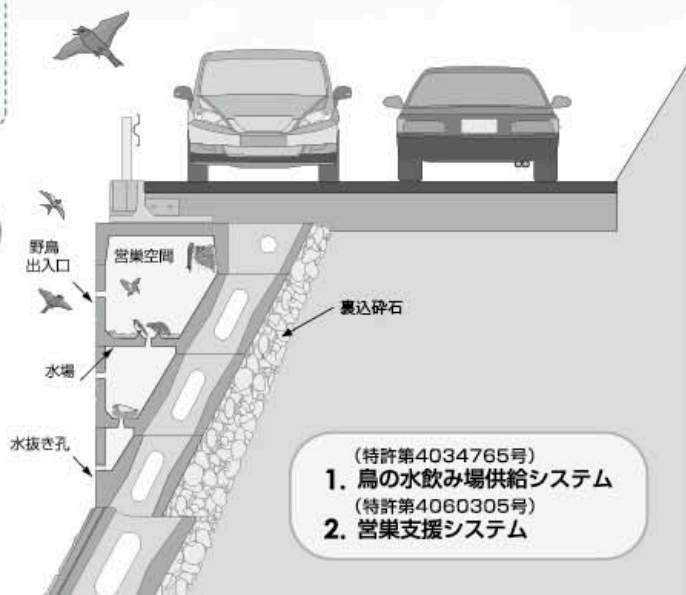 野鳥
出入口
営巣空間
裏込砕石
水場
水抜き孔
(特許第4034765号)
1. 鳥の水飲み場供給システム
(特許第4060305号)
2. 営巣支援システム